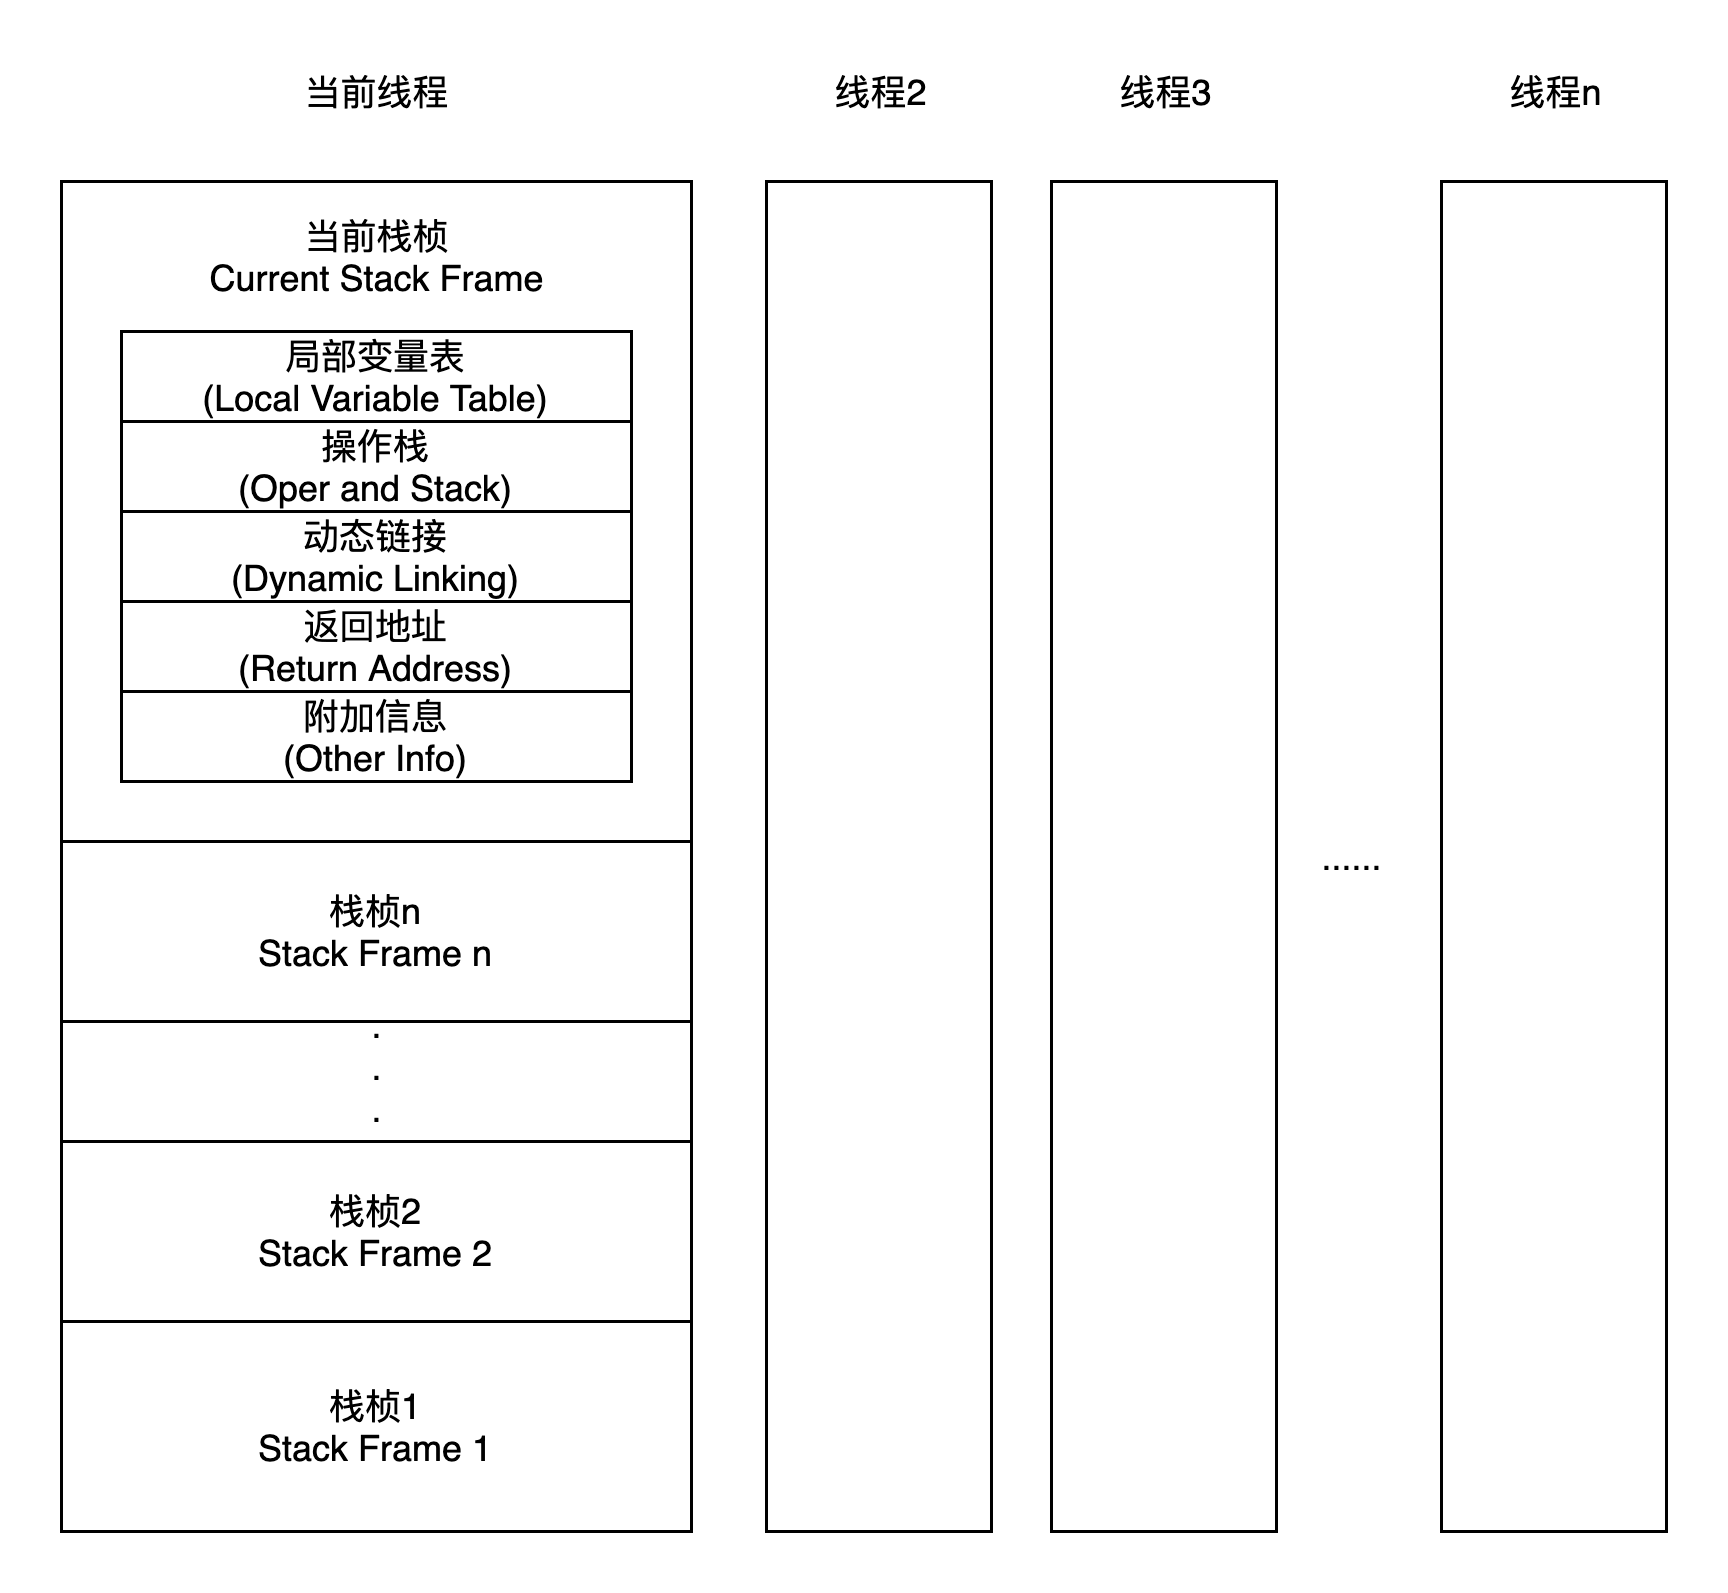 当前线程
线程2
线程3
线程n
当前栈桢
Current Stack Frame
局部变量表
(Local Variable Table)
操作栈
(Oper and Stack)
动态链接
(Dynamic Linking)
返回地址
(Return Address)
附加信息
(Other Info)
栈桢n
Stack Frame n
.
.
.
......
栈桢2
Stack Frame 2
栈桢1
Stack Frame 1